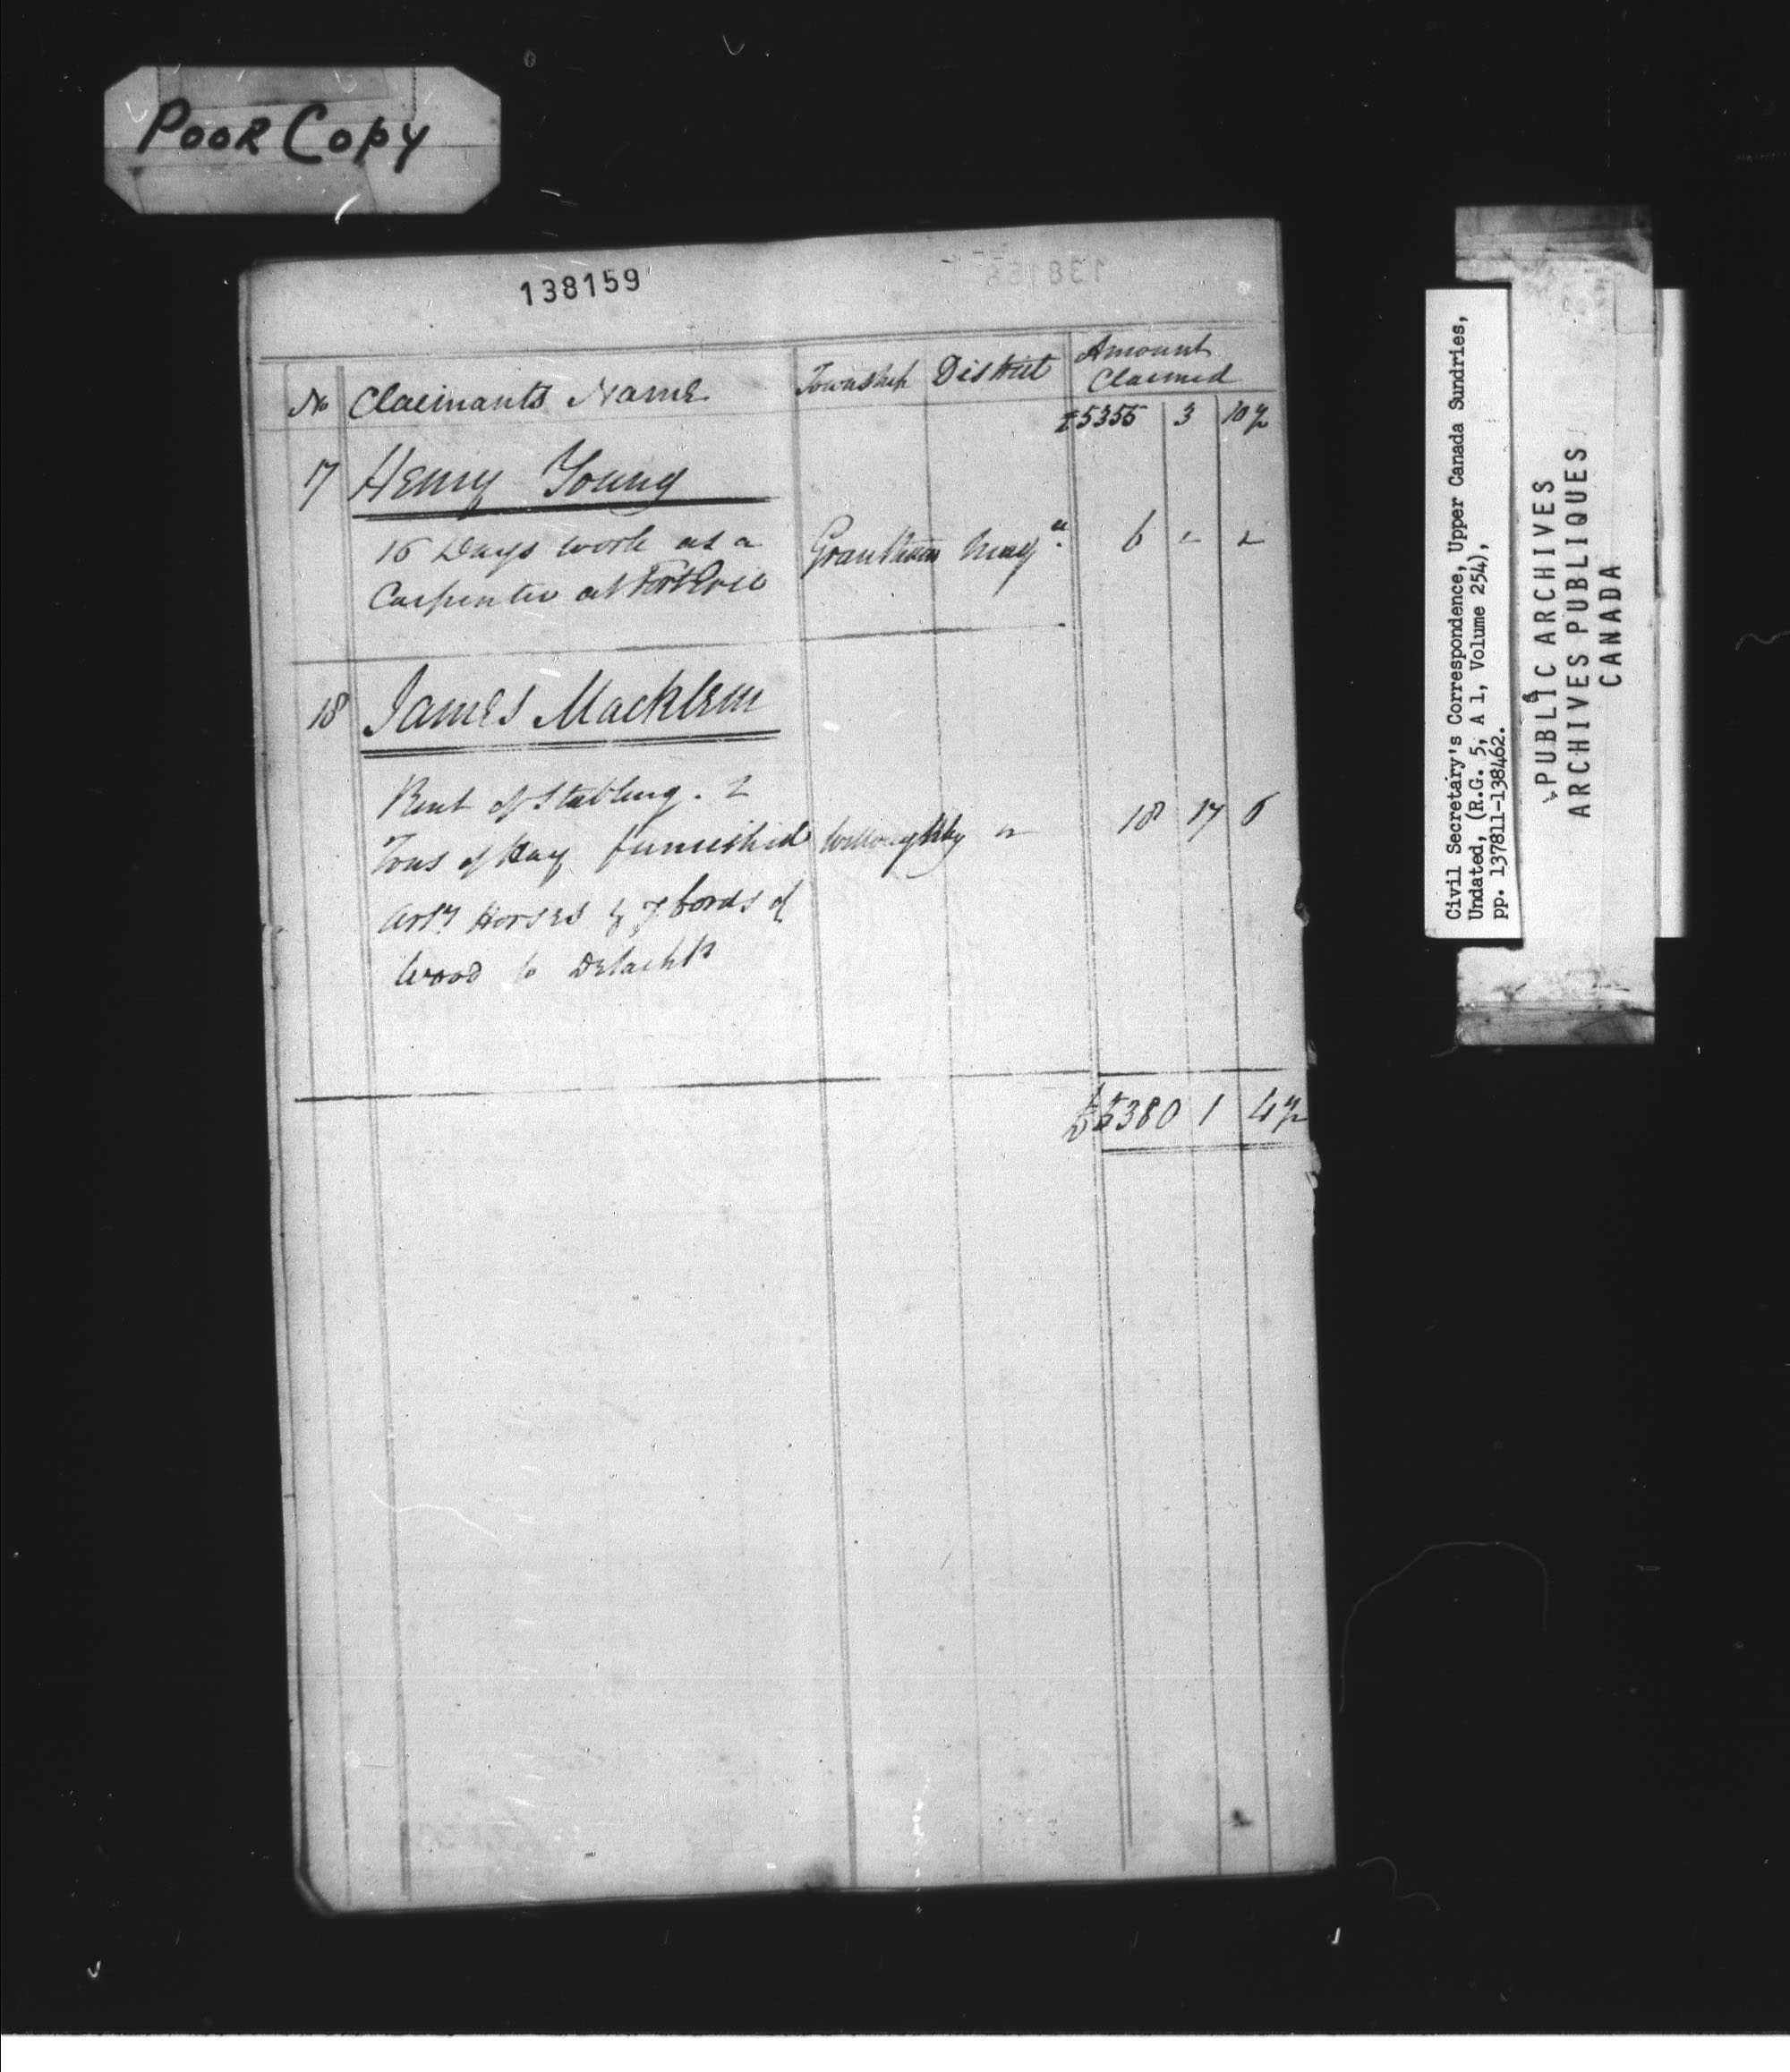 Poor Copy
138159
No Claimants Name Township District Amount Claimed
£5355 3 10½
17 Henry Young
16 Days work as a Grantham Niag.a 6 - -
Carpenter at Fort Erie
18 James Macklem
Rent of Stabling. 2
Tons of Hay furnished Willoughby " 18 17 6
Arty Horses & 7 Cords of
Wood to Detachts
£5380 1 4½
Civil Secretary's Correspondence, Upper Canada Sundries,
Undated, (R.G. 5, A 1, Volume 254),
pp. 137811-138462.
PUBLIC ARCHIVES
ARCHIVES PUBLIQUES
CANADA